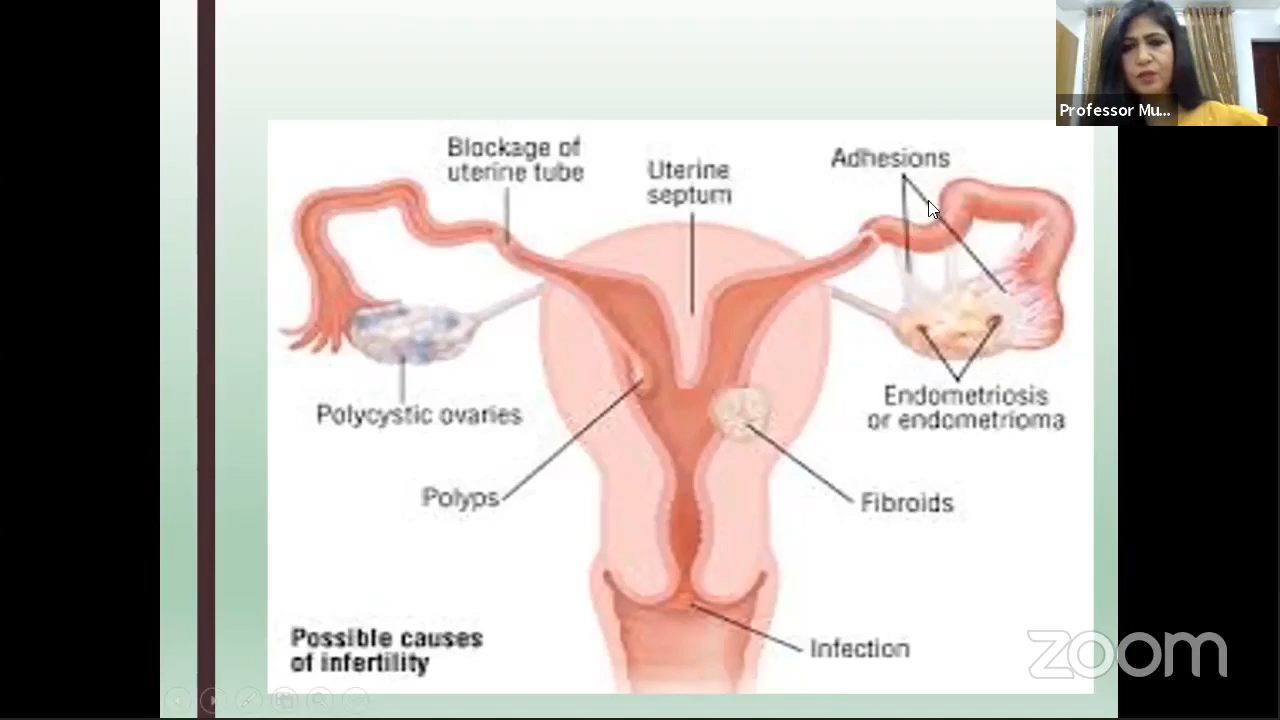 Professor Mu...
Blockage of
uterine tube
Uterine
septum
Adhesions
Polycystic ovaries
Endometriosis
or endometrioma
Polyps
Fibroids
Infection
Possible causes
of infertility
zoom